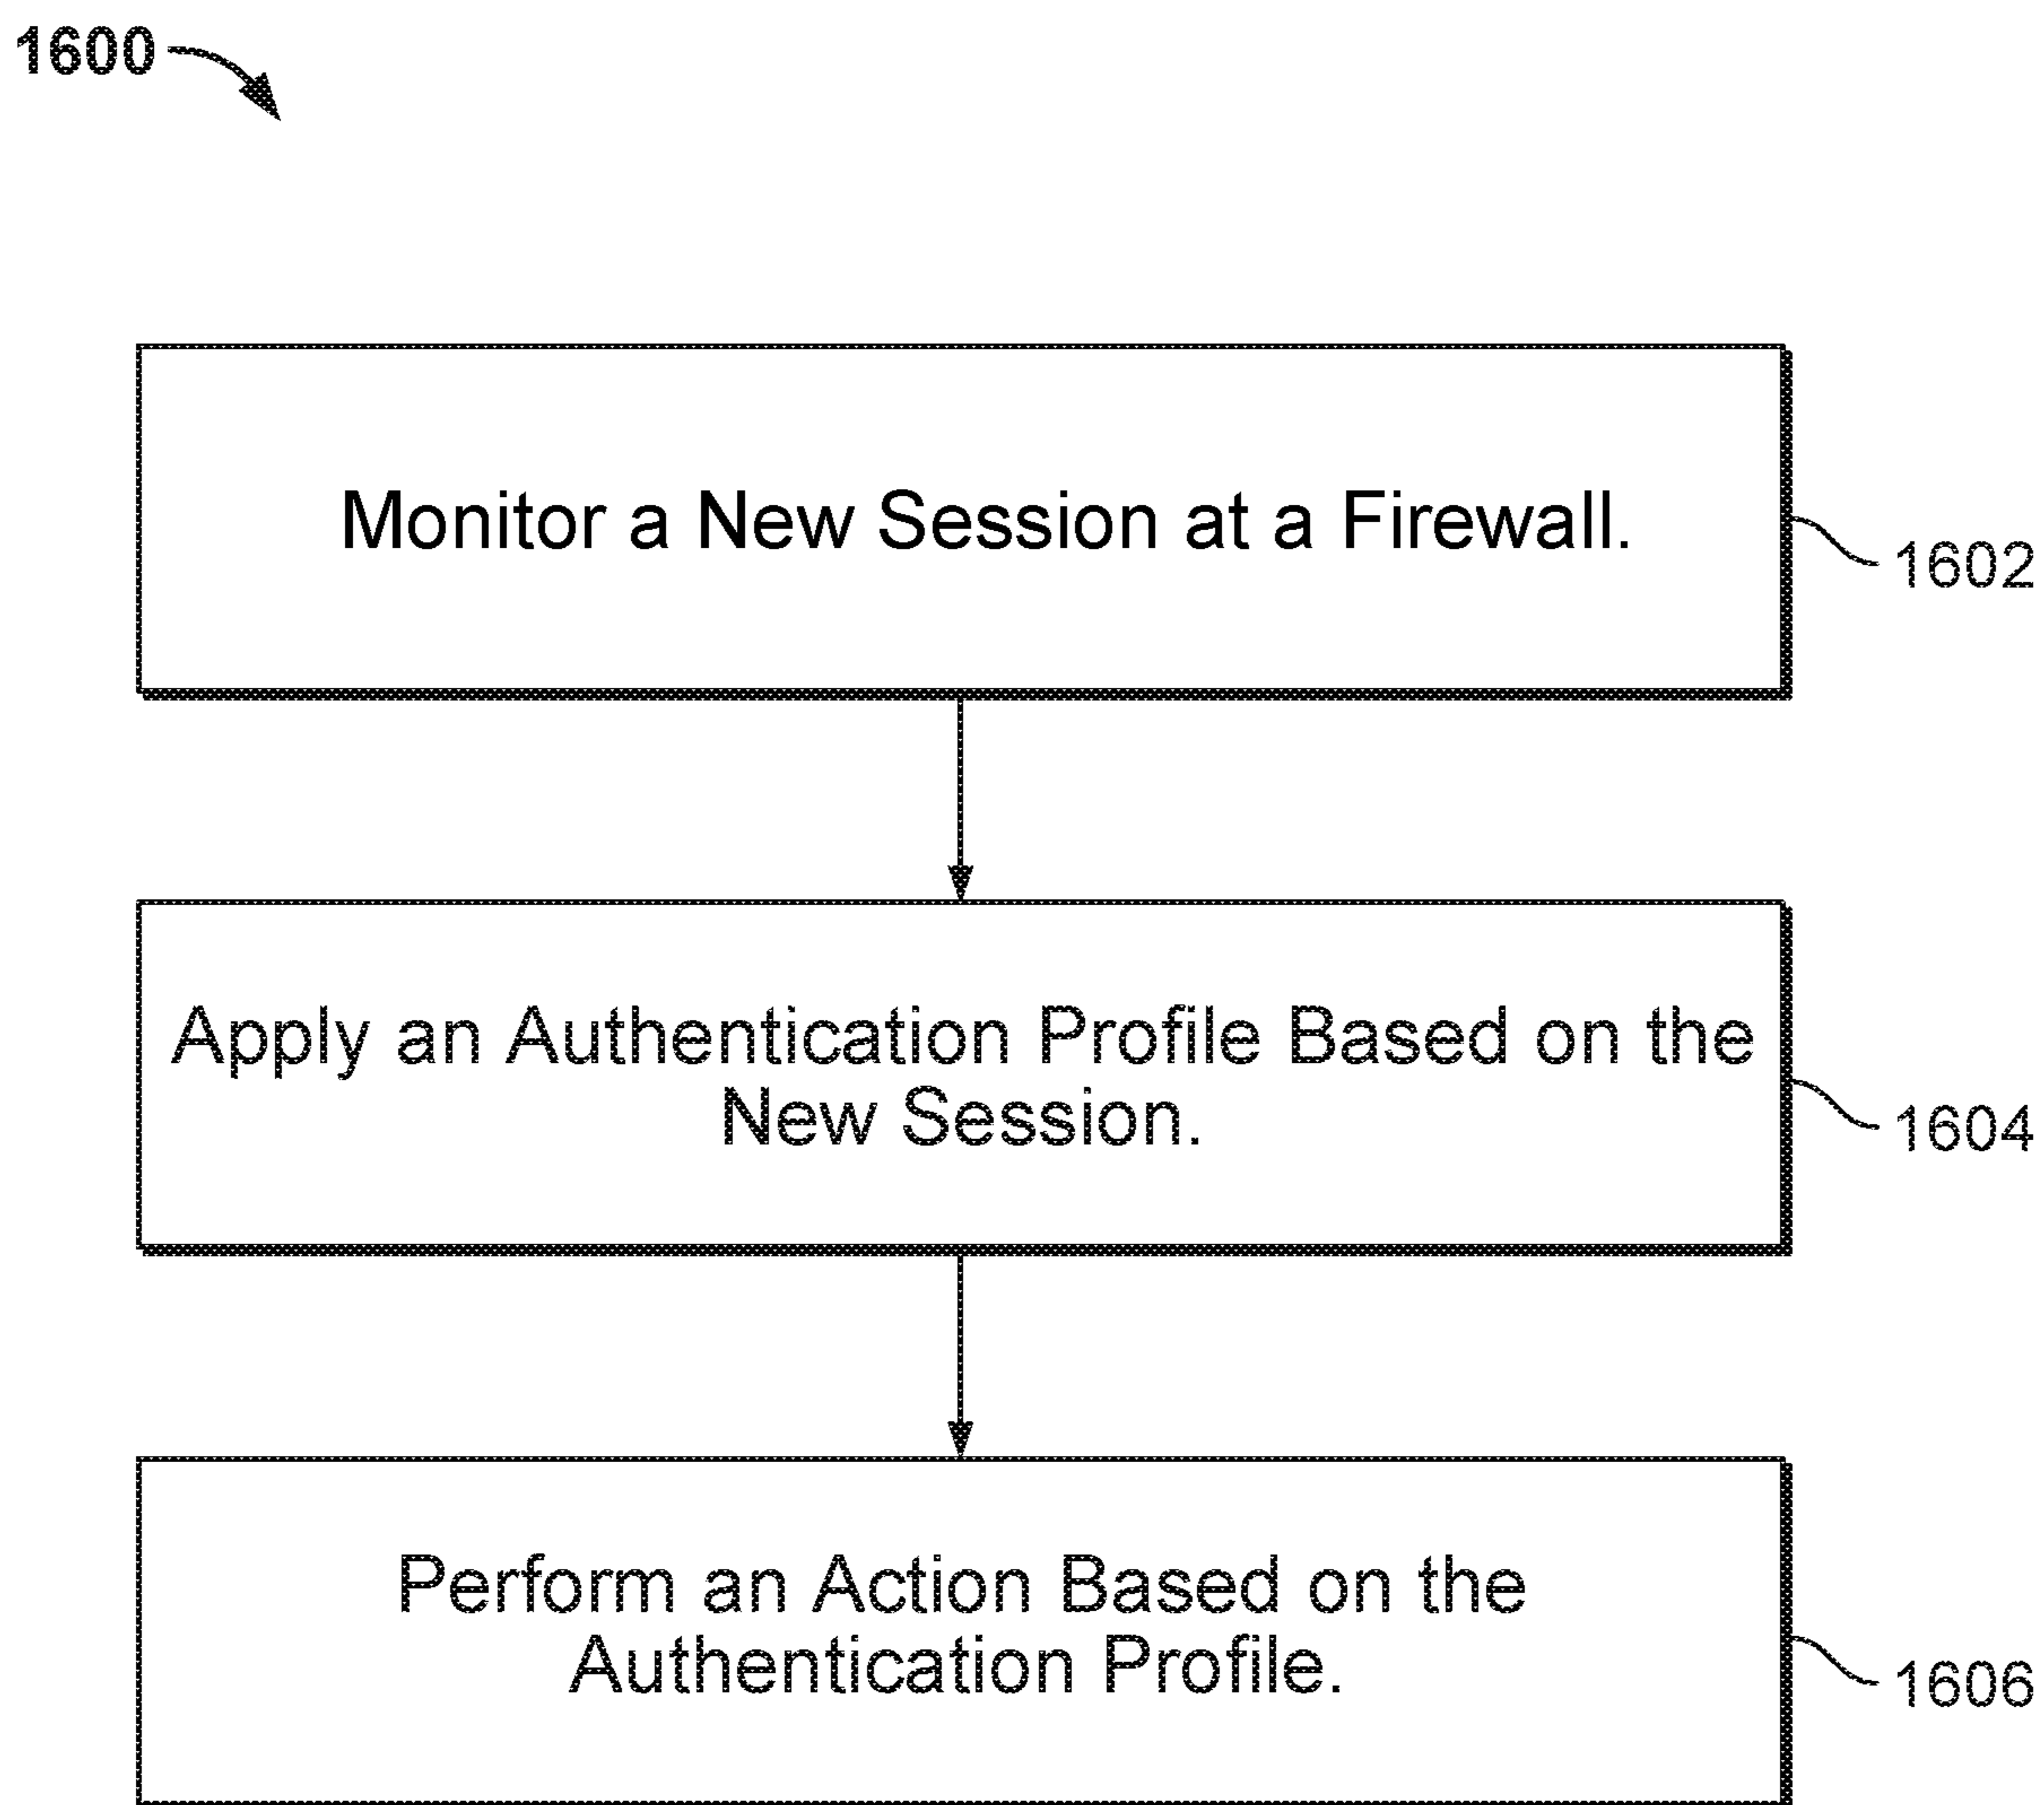 1600
Monitor a New Session at a Firewall.
1602
Apply an Authentication Profile Based on the
New Session.
1604
Perform an Action Based on the
Authentication Profile.
1606